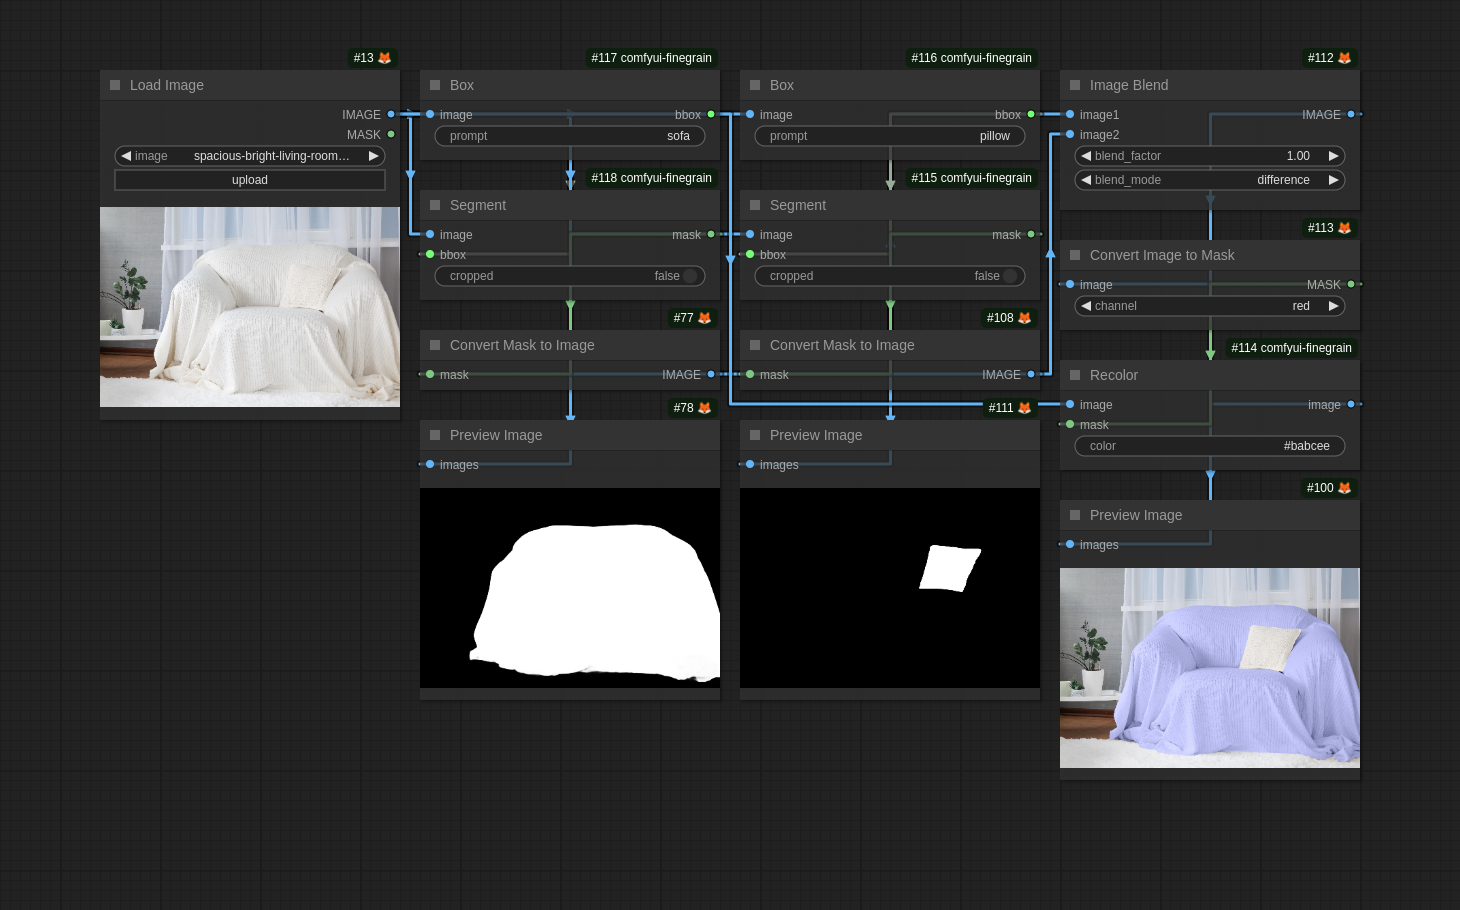 #13
Load Image
IMAGE
MASK
image spacious-bright-living-room…
upload
#117 comfyui-finegrain
Box
image bbox
prompt sofa
#118 comfyui-finegrain
Segment
image mask
bbox
cropped false
#77
Convert Mask to Image
mask IMAGE
#78
Preview Image
images
#116 comfyui-finegrain
Box
image bbox
prompt pillow
#115 comfyui-finegrain
Segment
image mask
bbox
cropped false
#108
Convert Mask to Image
mask IMAGE
#111
Preview Image
images
#112
Image Blend
image1 IMAGE
image2
blend_factor 1.00
blend_mode difference
#113
Convert Image to Mask
image MASK
channel red
#114 comfyui-finegrain
Recolor
image image
mask
color #babcee
#100
Preview Image
images